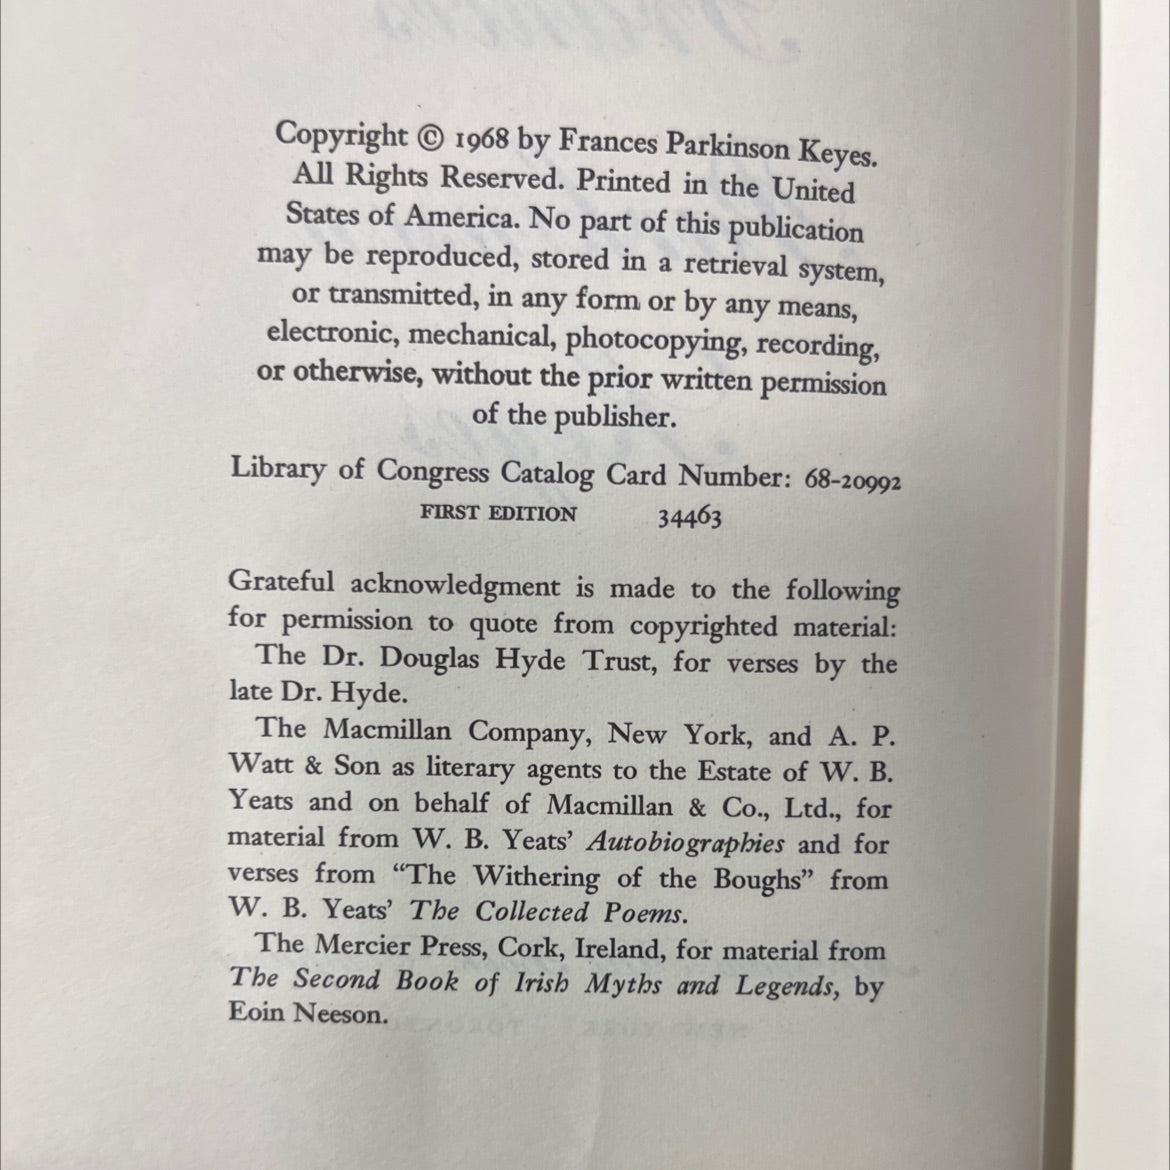 Copyright © 1968 by Frances Parkinson Keyes.
All Rights Reserved. Printed in the United
States of America. No part of this publication
may be reproduced, stored in a retrieval system,
or transmitted, in any form or by any means,
electronic, mechanical, photocopying, recording,
or otherwise, without the prior written permission
of the publisher.
Library of Congress Catalog Card Number: 68-20992
FIRST EDITION 34463
Grateful acknowledgment is made to the following
for permission to quote from copyrighted material:
The Dr. Douglas Hyde Trust, for verses by the
late Dr. Hyde.
The Macmillan Company, New York, and A. P.
Watt & Son as literary agents to the Estate of W. B.
Yeats and on behalf of Macmillan & Co., Ltd., for
material from W. B. Yeats’ Autobiographies and for
verses from “The Withering of the Boughs” from
W. B. Yeats’ The Collected Poems.
The Mercier Press, Cork, Ireland, for material from
The Second Book of Irish Myths and Legends, by
Eoin Neeson.